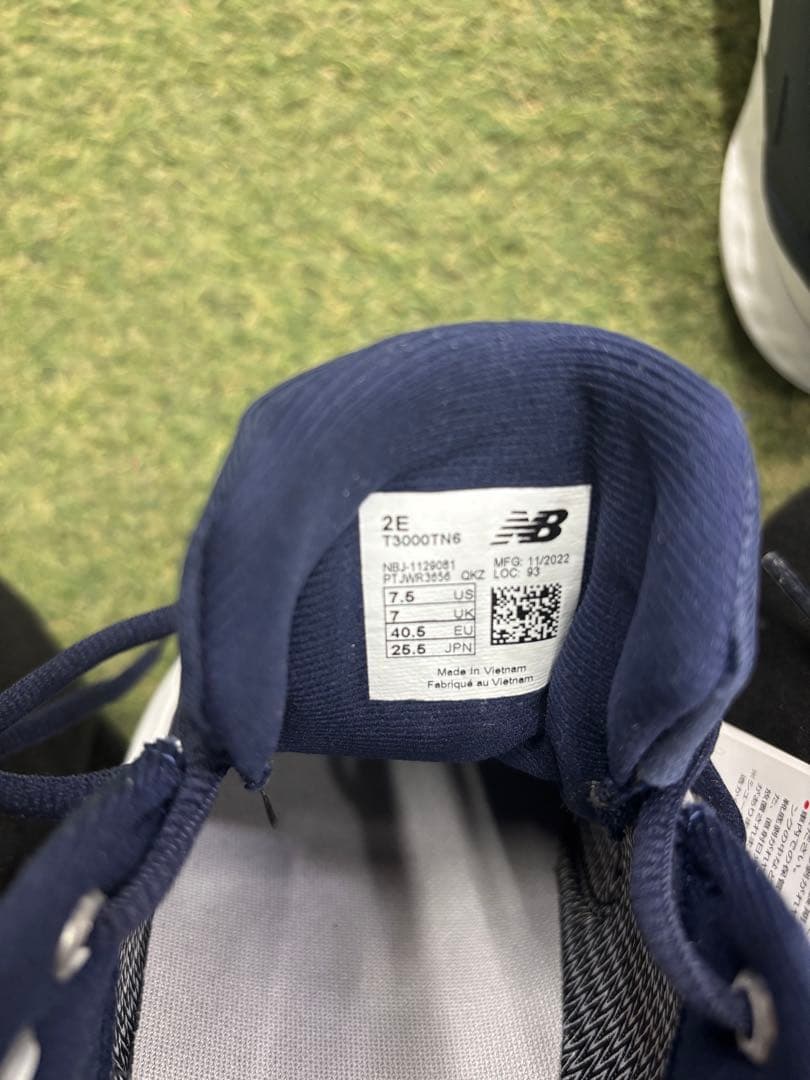 2E
T3000TN6
NB
NBJ-1129081
PTJWR3656 QKZ
MFG: 11/2022
LOC: 93
7.5 US
7 UK
40.5 EU
25.5 JPN
Made in Vietnam
Fabriqué au Vietnam